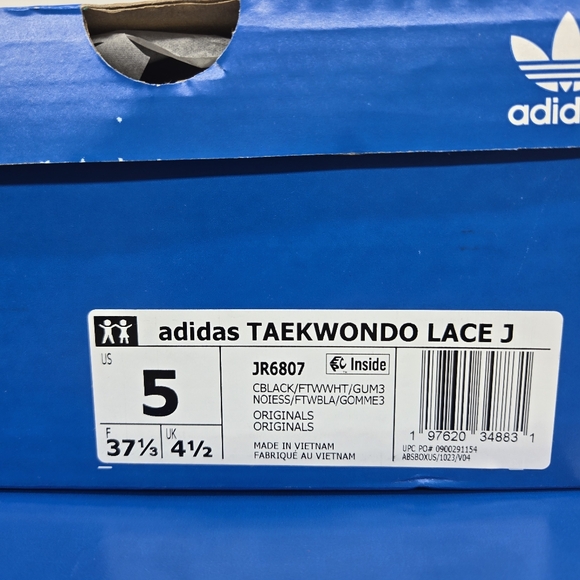 adid
adidas TAEKWONDO LACE J
US
5
F
37⅓
UK
4½
JR6807
Inside
CBLACK/FTWWHT/GUM3
NOIESS/FTWBLA/GOMME3
ORIGINALS
ORIGINALS
MADE IN VIETNAM
FABRIQUÉ AU VIETNAM
1 97620 34883 1
UPC PO# 0900291154
ABSBOXUS/1023/V04